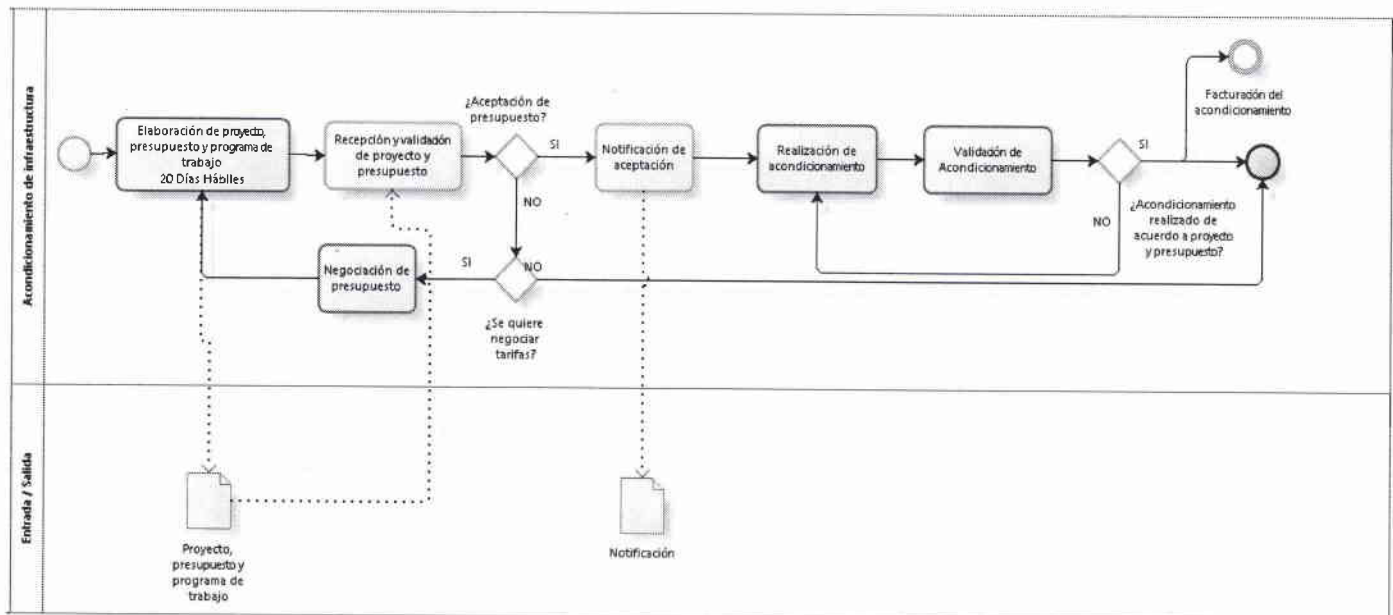 Acondicionamiento de infraestructura
Elaboración de proyecto,
presupuesto y programa de
trabajo
20 Días Hábiles
Recepción y validación
de proyecto y
presupuesto
¿Aceptación de
presupuesto?
SI
NO
Notificación de
aceptación
Realización de
acondicionamiento
Validación de
Acondicionamiento
SI
NO
¿Acondicionamiento
realizado de
acuerdo a proyecto
y presupuesto?
Facturación del
acondicionamiento
Negociación de
presupuesto
SI
NO
¿Se quiere
negociar
tarifas?
Entrada / Salida
Proyecto,
presupuesto y
programa de
trabajo
Notificación